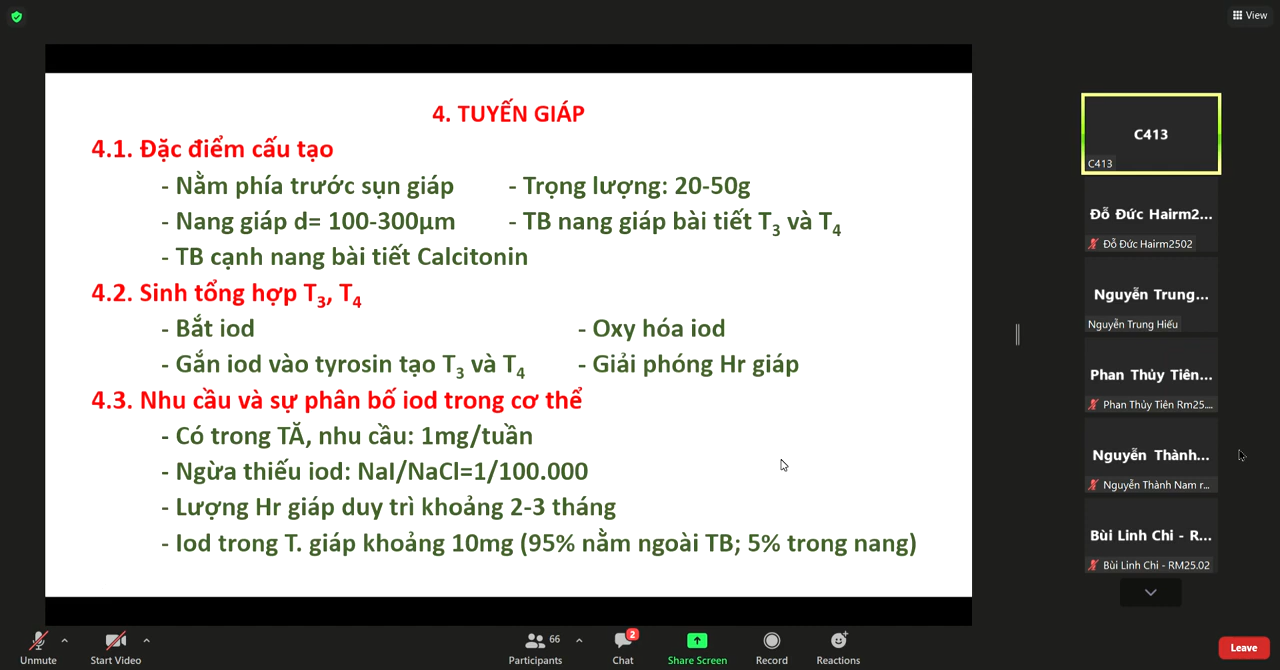 View
4. TUYẾN GIÁP
4.1. Đặc điểm cấu tạo
- Nằm phía trước sụn giáp - Trọng lượng: 20-50g
- Nang giáp d= 100-300µm - TB nang giáp bài tiết T3 và T4
- TB cạnh nang bài tiết Calcitonin
4.2. Sinh tổng hợp T3, T4
- Bắt iod - Oxy hóa iod
- Gắn iod vào tyrosin tạo T3 và T4 - Giải phóng Hr giáp
4.3. Nhu cầu và sự phân bố iod trong cơ thể
- Có trong TĂ, nhu cầu: 1mg/tuần
- Ngừa thiếu iod: NaI/NaCl=1/100.000
- Lượng Hr giáp duy trì khoảng 2-3 tháng
- Iod trong T. giáp khoảng 10mg (95% nằm ngoài TB; 5% trong nang)
C413
C413
Đỗ Đức Hairm2...
Đỗ Đức Hairm2502
Nguyễn Trung...
Nguyễn Trung Hiếu
Phan Thủy Tiên...
Phan Thủy Tiên Rm25....
Nguyễn Thành...
Nguyễn Thành Nam r...
Bùi Linh Chi - R...
Bùi Linh Chi - RM25.02
Unmute
Start Video
66
Participants
2
Chat
Share Screen
Record
Reactions
Leave